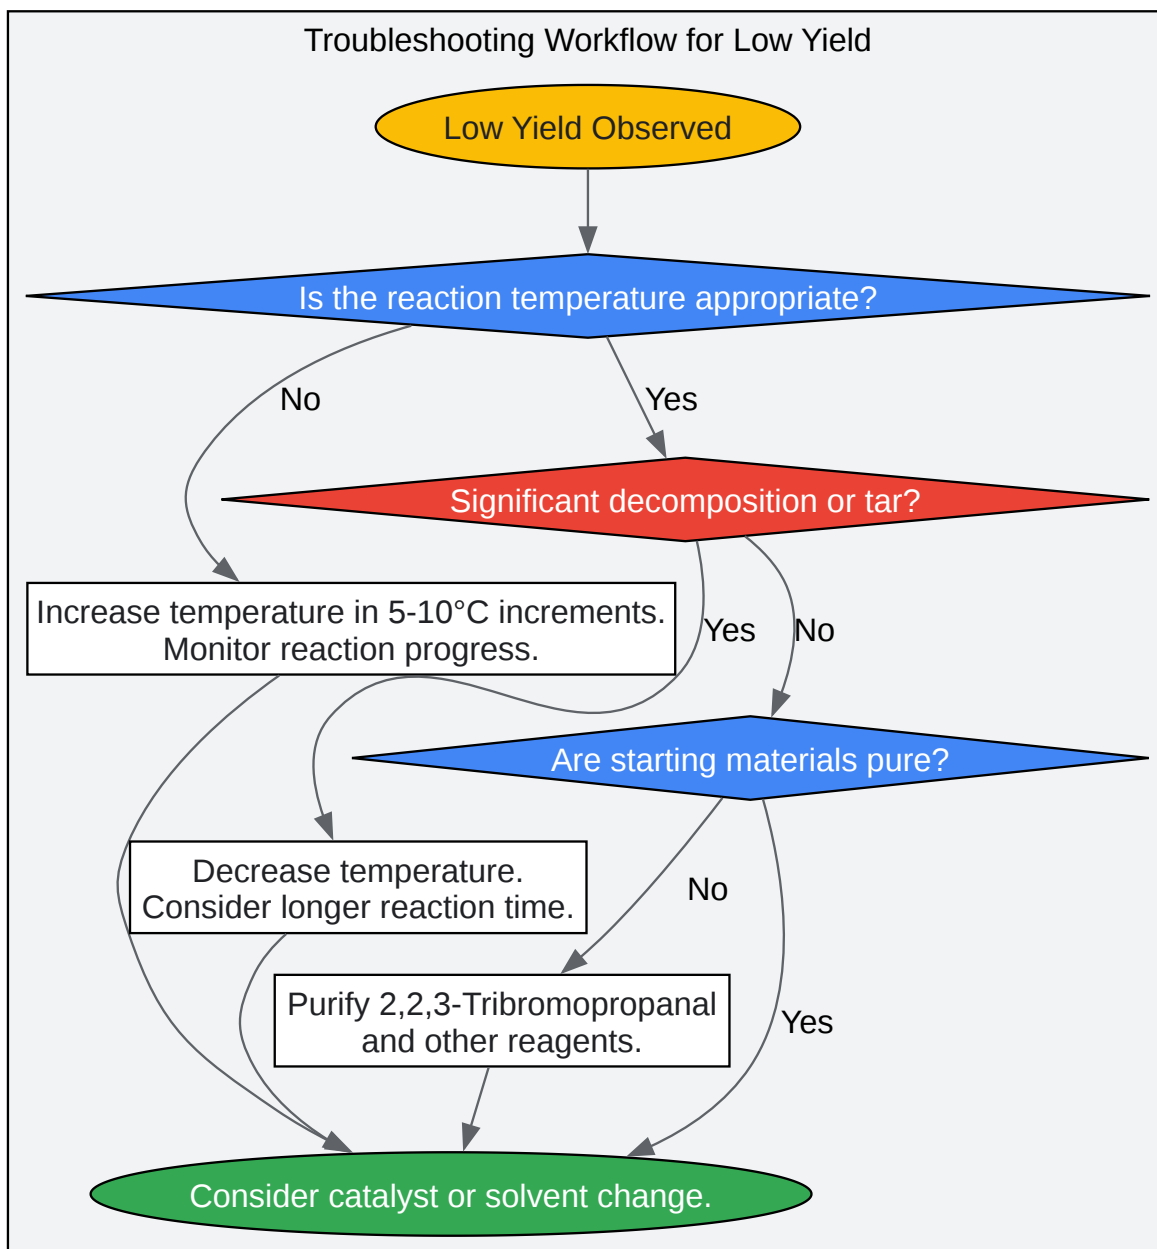 Troubleshooting Workflow for Low Yield
Low Yield Observed
Is the reaction temperature appropriate?
No
Yes
Significant decomposition or tar?
Increase temperature in 5-10°C increments.
Monitor reaction progress.
Yes
No
Are starting materials pure?
Decrease temperature.
Consider longer reaction time.
No
Purify 2,2,3-Tribromopropanal
and other reagents.
Yes
Consider catalyst or solvent change.